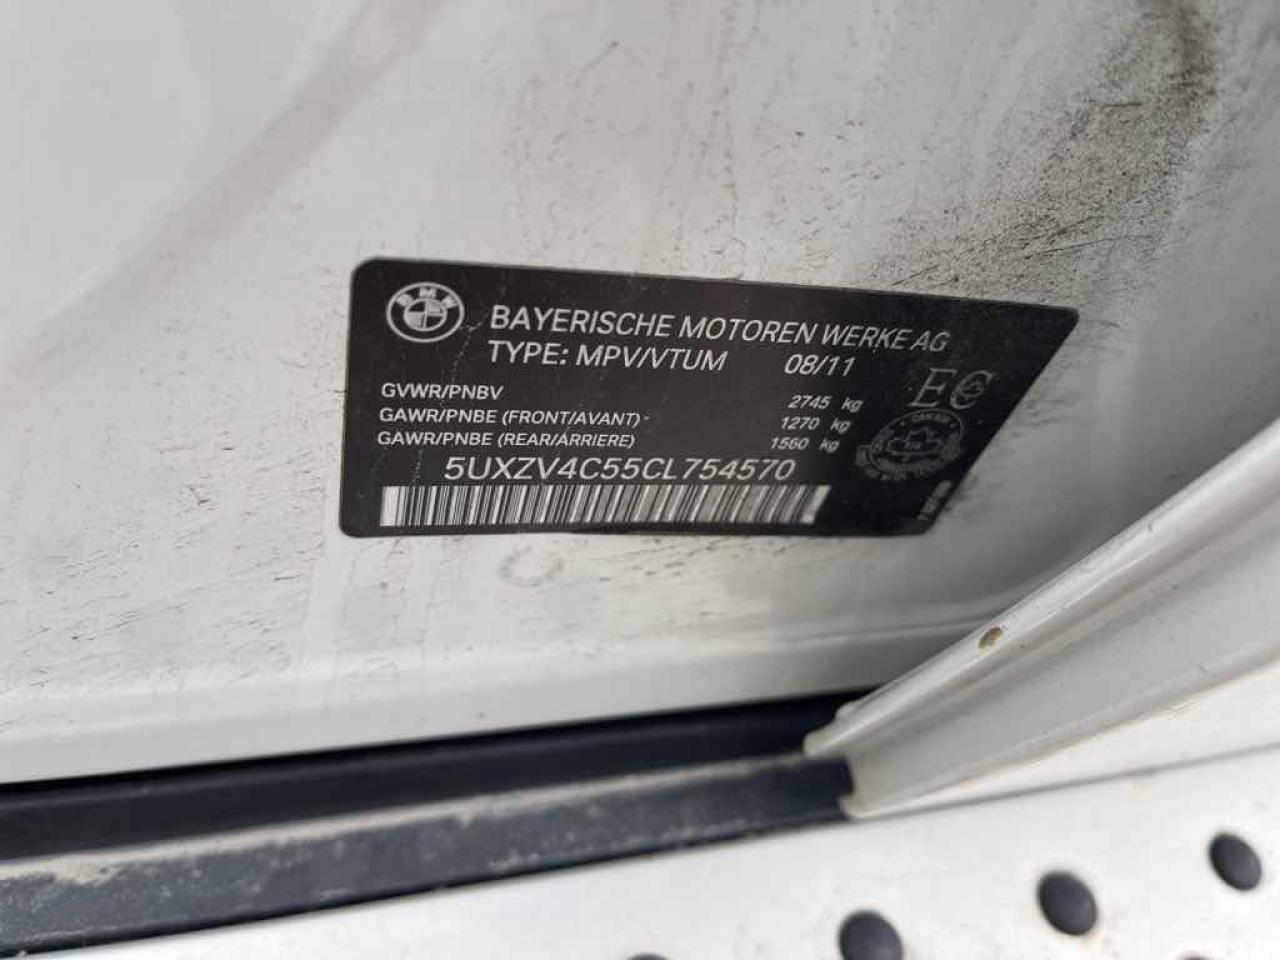 BMW
BAYERISCHE MOTOREN WERKE AG
TYPE: MPV/VTUM 08/11
GVWR/PNBV 2745 kg
GAWR/PNBE (FRONT/AVANT) 1270 kg
GAWR/PNBE (REAR/ARRIERE) 1560 kg
5UXZV4C55CL754570
EC